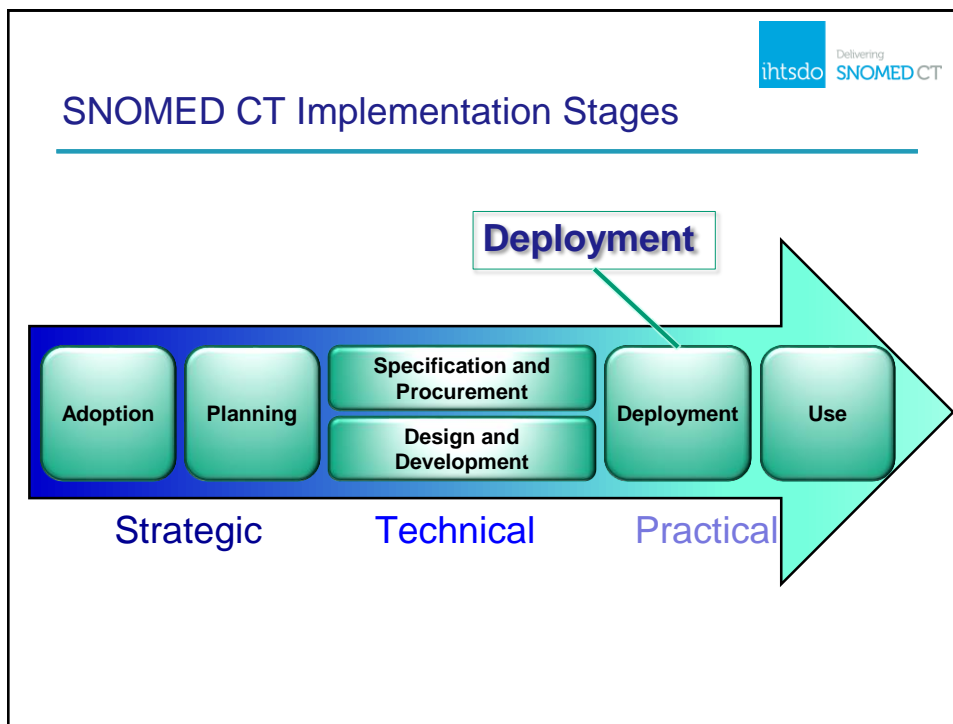 ihtsdo
Delivering
SNOMED CT
SNOMED CT Implementation Stages
Deployment
Adoption
Planning
Specification and
Procurement
Design and
Development
Deployment
Use
Strategic
Technical
Practical